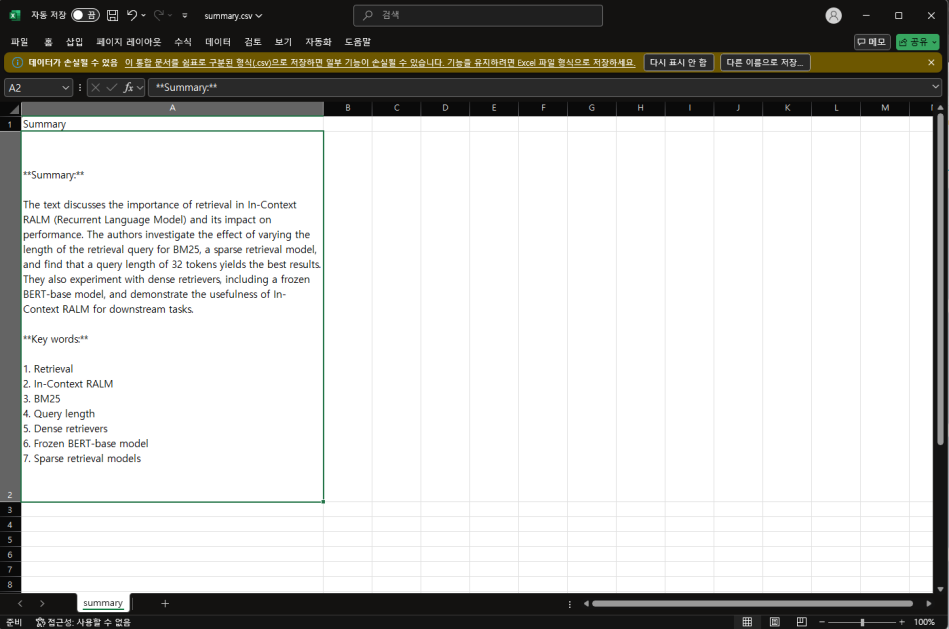 자동 저장 끔 summary.csv 검색
파일 홈 삽입 페이지 레이아웃 수식 데이터 검토 보기 자동화 도움말 메모 공유
데이터가 손실될 수 있음 이 통합 문서를 쉼표로 구분된 형식(.csv)으로 저장하면 일부 기능이 손실될 수 있습니다. 기능을 유지하려면 Excel 파일 형식으로 저장하세요. 다시 표시 안 함 다른 이름으로 저장...
A2 fx **Summary:**
A B C D E F G H I J K L M
1 Summary
**Summary:**
The text discusses the importance of retrieval in In-Context
RALM (Recurrent Language Model) and its impact on
performance. The authors investigate the effect of varying the
length of the retrieval query for BM25, a sparse retrieval model,
and find that a query length of 32 tokens yields the best results.
They also experiment with dense retrievers, including a frozen
BERT-base model, and demonstrate the usefulness of In-
Context RALM for downstream tasks.
**Key words:**
1. Retrieval
2. In-Context RALM
3. BM25
4. Query length
5. Dense retrievers
6. Frozen BERT-base model
7. Sparse retrieval models
2
3
4
5
6
7
8
summary
준비 접근성: 사용할 수 없음 100%